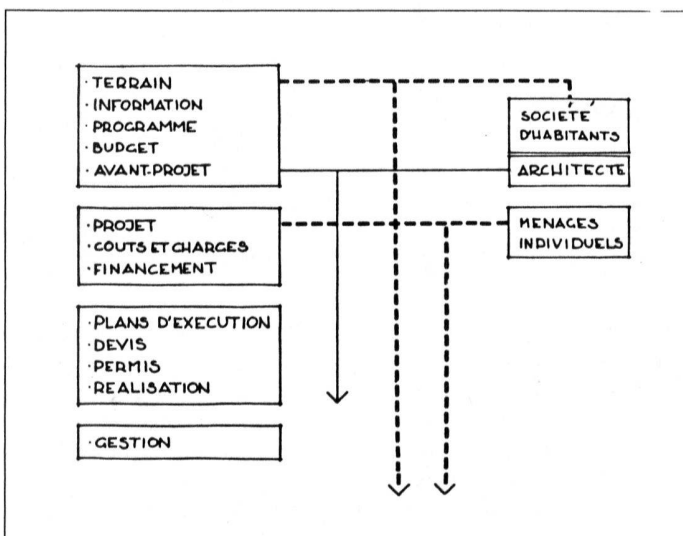 · TERRAIN
· INFORMATION
· PROGRAMME
· BUDGET
· AVANT-PROJET
SOCIÉTÉ
D'HABITANTS
ARCHITECTE
· PROJET
· COUTS ET CHARGES
· FINANCEMENT
MENAGES
INDIVIDUELS
· PLANS D'EXECUTION
· DEVIS
· PERMIS
· REALISATION
· GESTION